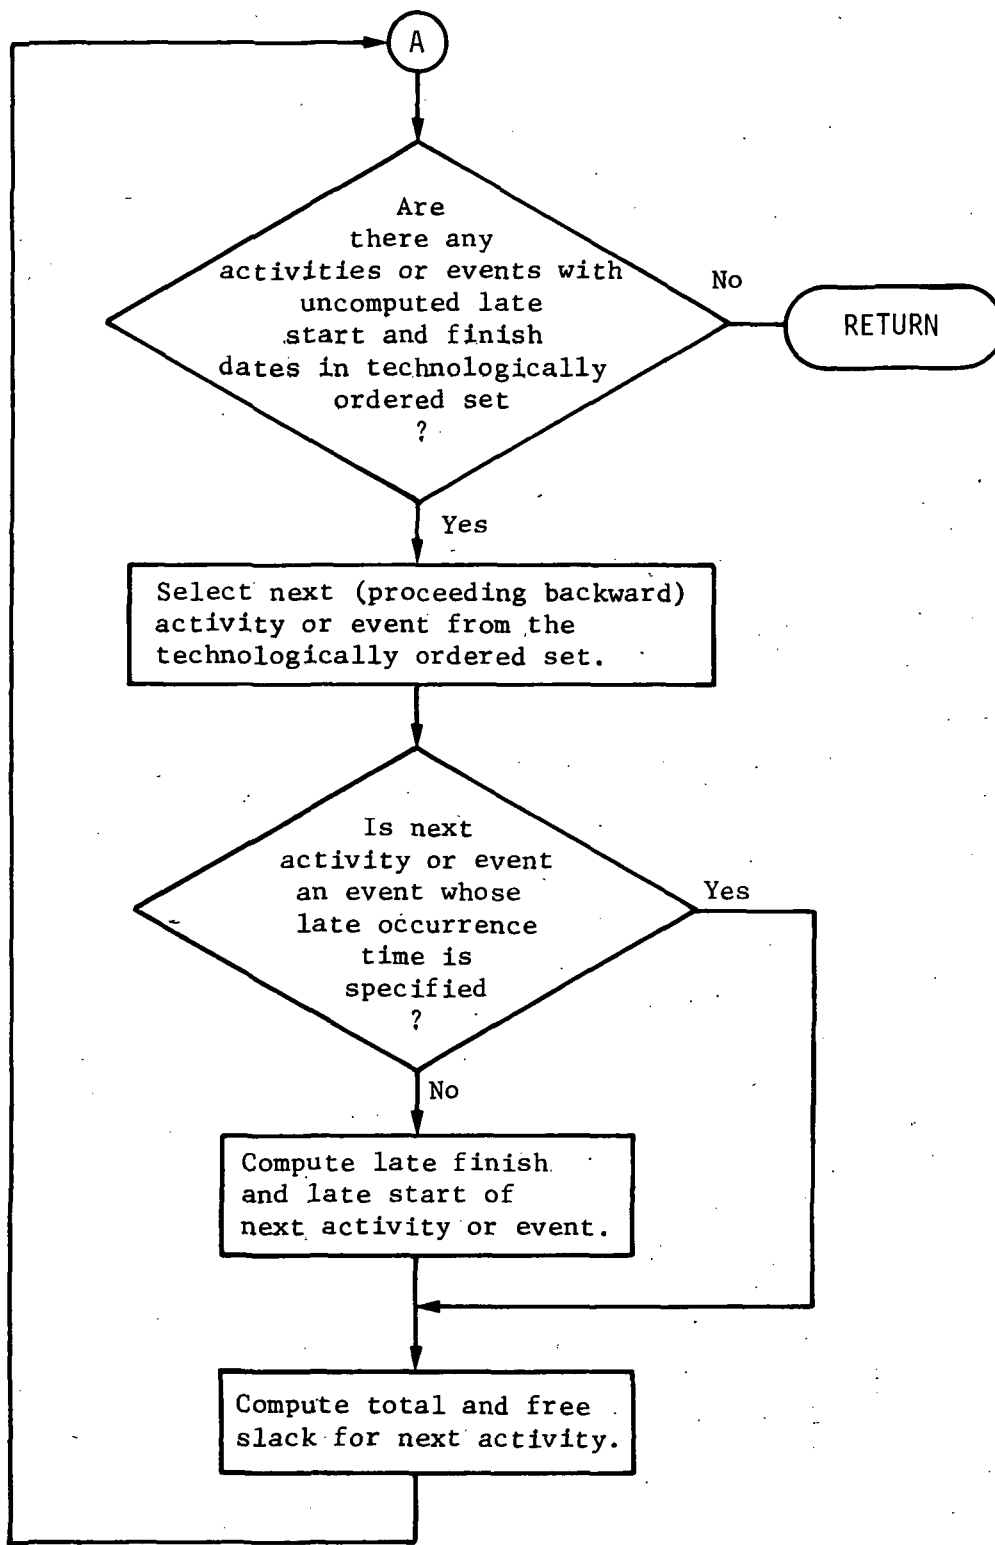 A
Are
there any
activities or events with
uncomputed late
start and finish
dates in technologically
ordered set
?
No
RETURN
Yes
Select next (proceeding backward)
activity or event from the
technologically ordered set.
Is next
activity or event
an event whose
late occurrence
time is
specified
?
Yes
No
Compute late finish
and late start of
next activity or event.
Compute total and free
slack for next activity.